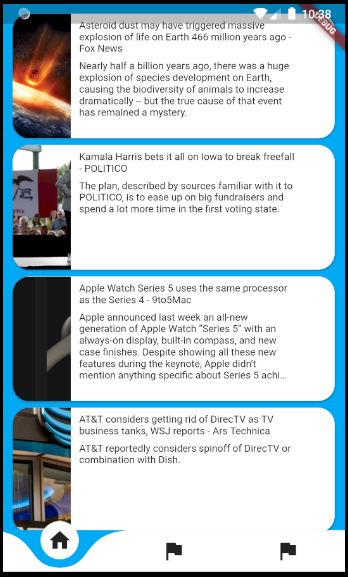 10:38
DEBUG
Asteroid dust may have triggered massive
explosion of life on Earth 466 million years ago -
Fox News
Nearly half a billion years ago, there was a huge
explosion of species development on Earth,
causing the biodiversity of animals to increase
dramatically – but the true cause of that event
has remained a mystery.
Kamala Harris bets it all on Iowa to break freefall
- POLITICO
The plan, described by sources familiar with it to
POLITICO, is to ease up on big fundraisers and
spend a lot more time in the first voting state.
Apple Watch Series 5 uses the same processor
as the Series 4 - 9to5Mac
Apple announced last week an all-new
generation of Apple Watch “Series 5” with an
always-on display, built-in compass, and new
case finishes. Despite showing all these new
features during the keynote, Apple didn’t
mention anything specific about Series 5 achi…
AT&T considers getting rid of DirecTV as TV
business tanks, WSJ reports - Ars Technica
AT&T reportedly considers spinoff of DirecTV or
combination with Dish.